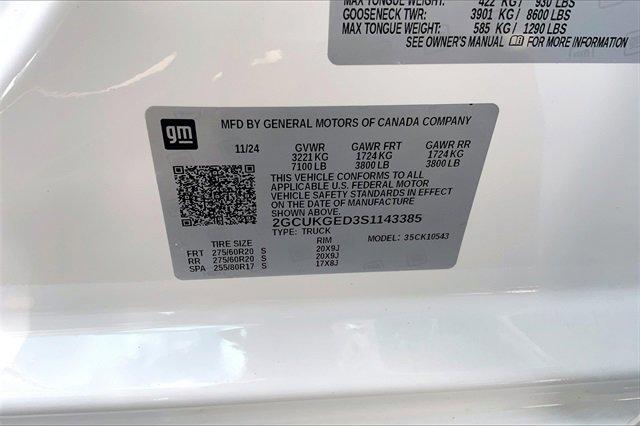 MAX TONGUE WEIGHT: 422 KG / 930 LBS
GOOSENECK TWR: 3901 KG / 8600 LBS
MAX TONGUE WEIGHT: 585 KG / 1290 LBS
SEE OWNER'S MANUAL FOR MORE INFORMATION
gm
MFD BY GENERAL MOTORS OF CANADA COMPANY
11/24 GVWR GAWR FRT GAWR RR
3221 KG 1724 KG 1724 KG
7100 LB 3800 LB 3800 LB
THIS VEHICLE CONFORMS TO ALL
APPLICABLE U.S. FEDERAL MOTOR
VEHICLE SAFETY STANDARDS IN EFFECT
ON THE DATE OF MANUFACTURE
SHOWN ABOVE.
2GCUKGED3S1143385
TYPE: TRUCK
TIRE SIZE RIM MODEL: 35CK10543
FRT 275/60R20 S 20X9J
RR 275/60R20 S 20X9J
SPA 255/80R17 S 17X8J